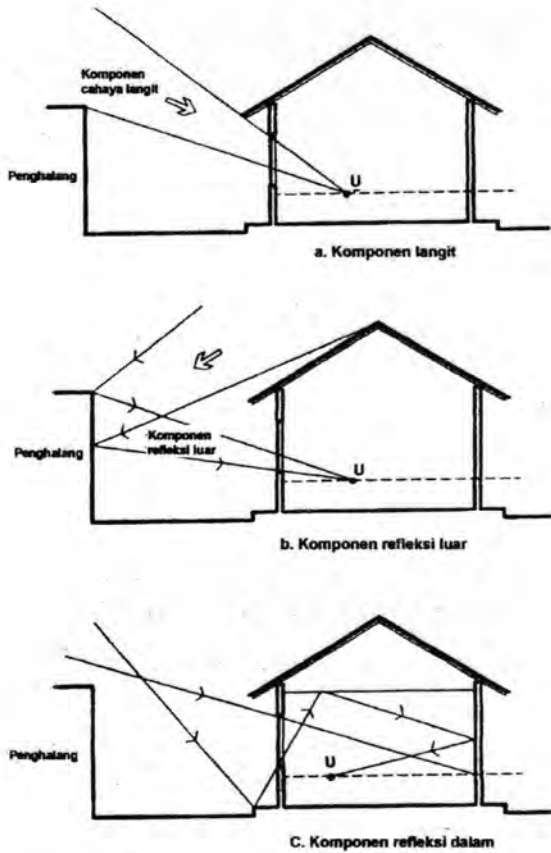 Komponen
cahaya langit
Penghalang
U
a. Komponen langit
Komponen
refleksi luar
Penghalang
U
b. Komponen refleksi luar
Penghalang
U
C. Komponen refleksi dalam